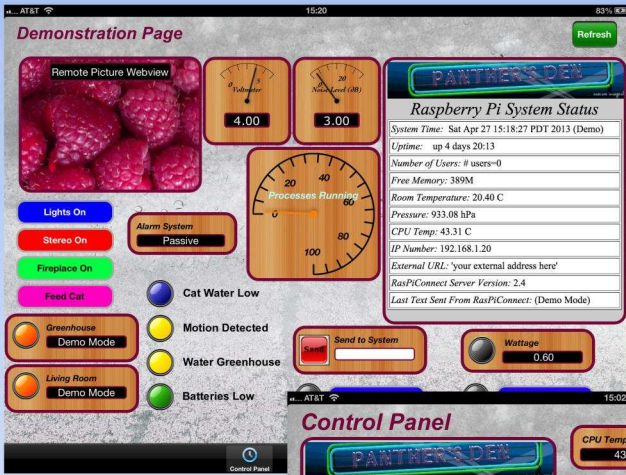 AT&T 15:20 83%
Demonstration Page
Refresh
Remote Picture Webview
0 5
Voltmeter
4.00
0 20
Noise Level (dB)
3.00
PANTHER'S DEN
Raspberry Pi System Status
System Time: Sat Apr 27 15:18:27 PDT 2013 (Demo)
Uptime: up 4 days 20:13
Number of Users: # users=0
Free Memory: 389M
Room Temperature: 20.40 C
Pressure: 933.08 hPa
CPU Temp: 43.31 C
IP Number: 192.168.1.20
External URL: 'your external address here'
RasPiConnect Server Version: 2.4
Last Text Sent From RasPiConnect: (Demo Mode)
20 40
Processes Running
0 60
80
100
Lights On
Stereo On
Fireplace On
Feed Cat
Alarm System
Passive
Cat Water Low
Motion Detected
Water Greenhouse
Batteries Low
Greenhouse
Demo Mode
Living Room
Demo Mode
Send
Send to System
Wattage
0.60
Control Panel
AT&T 15:02
Control Panel
PANTHER'S DEN
CPU Temp
43